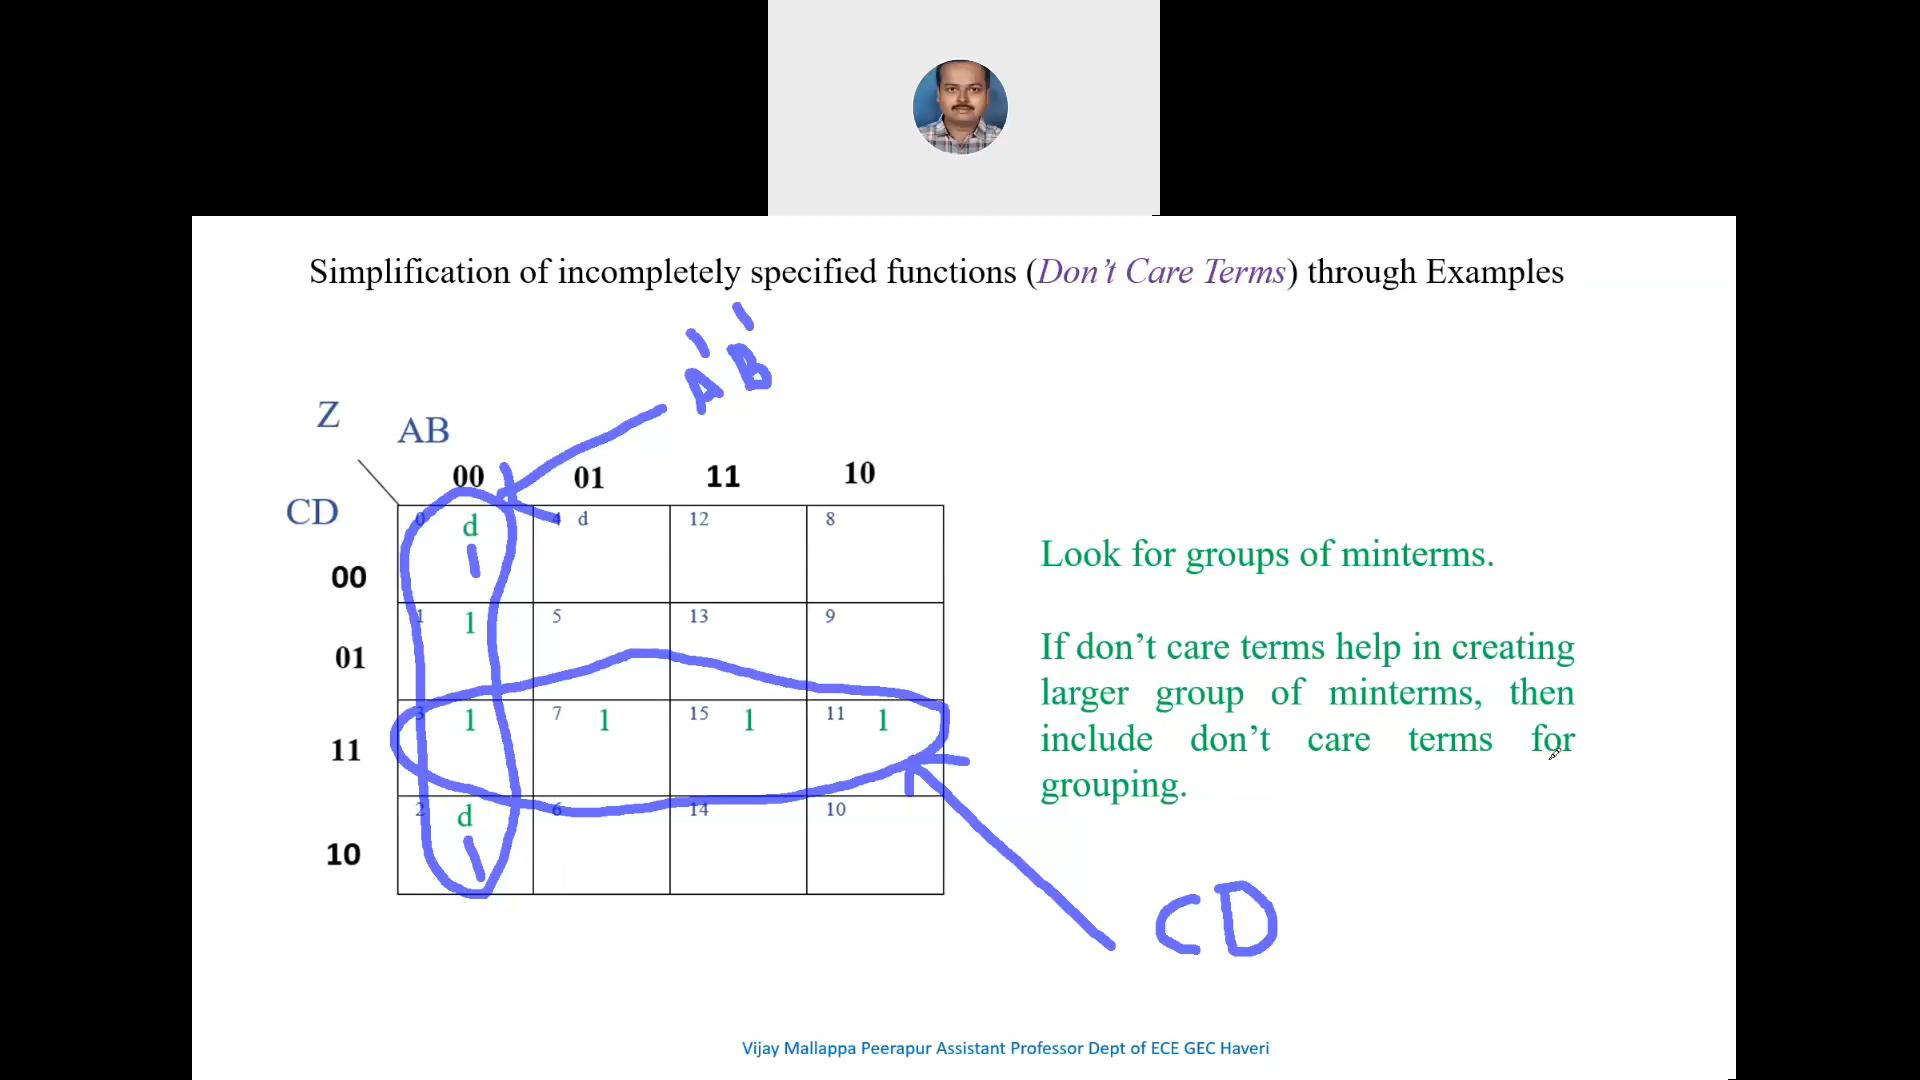 Simplification of incompletely specified functions (Don't Care Terms) through Examples
A'B'
Z
AB
00 01 11 10
CD
0 d 4 d 12 8
00 1
1 1 5 13 9
01
3 1 7 1 15 1 11 1
11
2 d 6 14 10
10 1
Look for groups of minterms.
If don't care terms help in creating
larger group of minterms, then
include don't care terms for
grouping.
CD
Vijay Mallappa Peerapur Assistant Professor Dept of ECE GEC Haveri